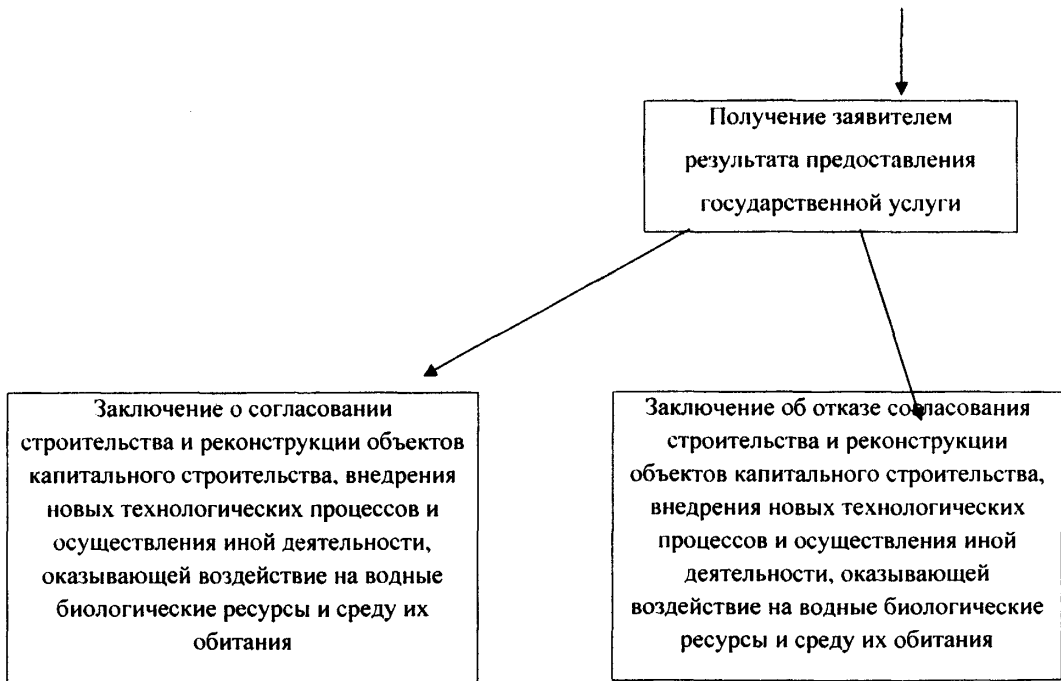 Получение заявителем
результата предоставления
государственной услуги
Заключение о согласовании
строительства и реконструкции объектов
капитального строительства, внедрения
новых технологических процессов и
осуществления иной деятельности,
оказывающей воздействие на водные
биологические ресурсы и среду их
обитания
Заключение об отказе согласования
строительства и реконструкции
объектов капитального строительства,
внедрения новых технологических
процессов и осуществления иной
деятельности, оказывающей
воздействие на водные биологические
ресурсы и среду их обитания